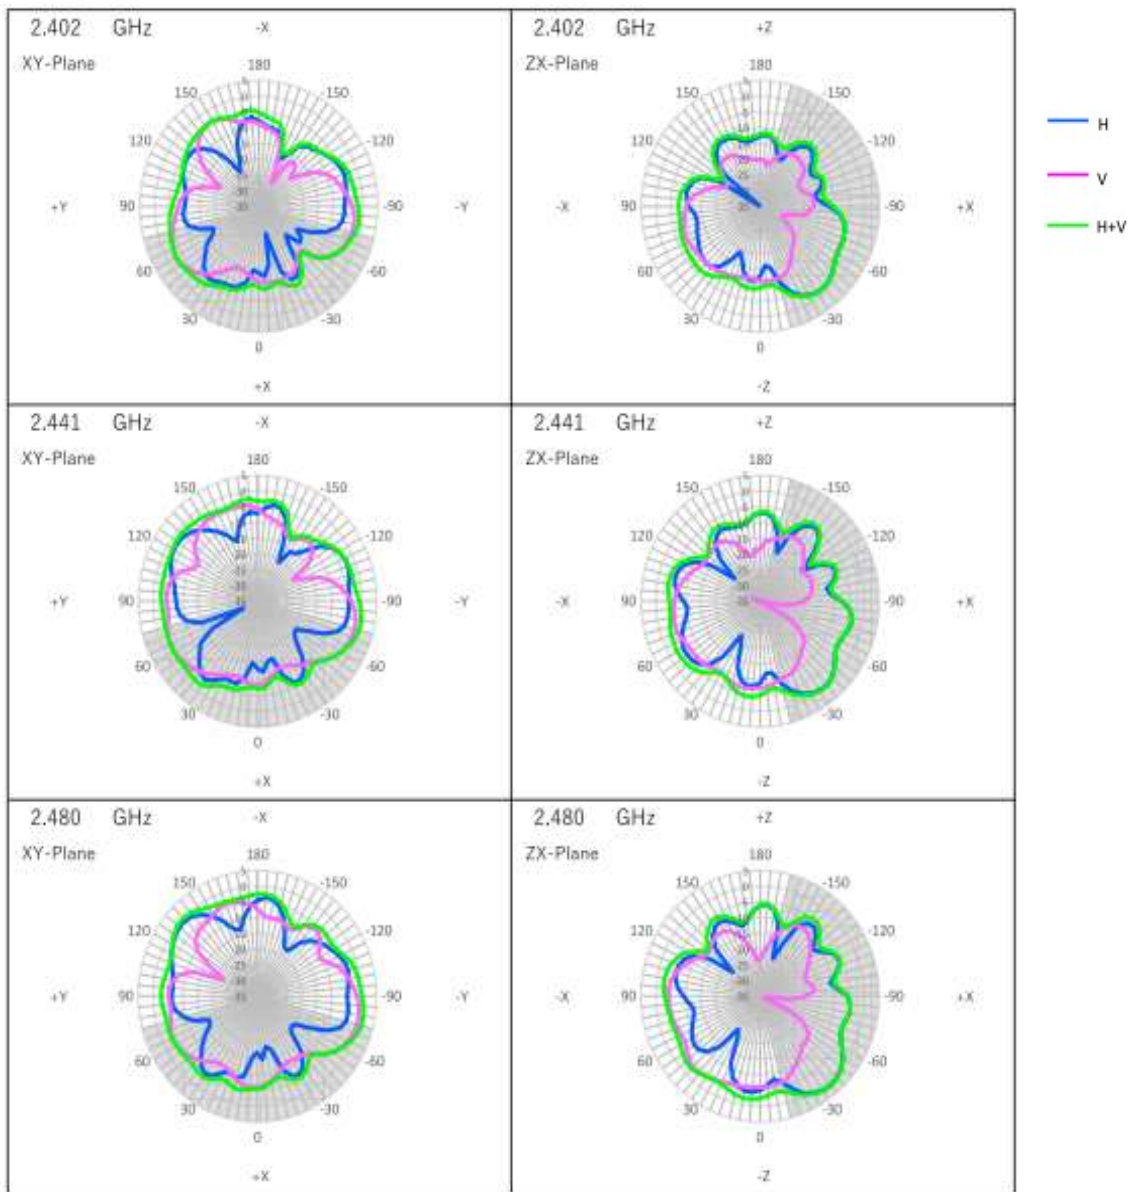 2.402 GHz -X
XY-Plane
180
150 -150
120 -120
+Y 90 -90 -Y
60 -60
30 -30
0
+X
2.402 GHz +Z
ZX-Plane
180
150 -150
120 -120
-X 90 -90 +X
60 -60
30 -30
0
-Z
H
V
H+V
2.441 GHz -X
XY-Plane
180
150 -150
120 -120
+Y 90 -90 -Y
60 -60
30 -30
0
+X
2.441 GHz +Z
ZX-Plane
180
150 -150
120 -120
-X 90 -90 +X
60 -60
30 -30
0
-Z
2.480 GHz -X
XY-Plane
180
150 -150
120 -120
+Y 90 -90 -Y
60 -60
30 -30
0
+X
2.480 GHz +Z
ZX-Plane
180
150 -150
120 -120
-X 90 -90 +X
60 -60
30 -30
0
-Z